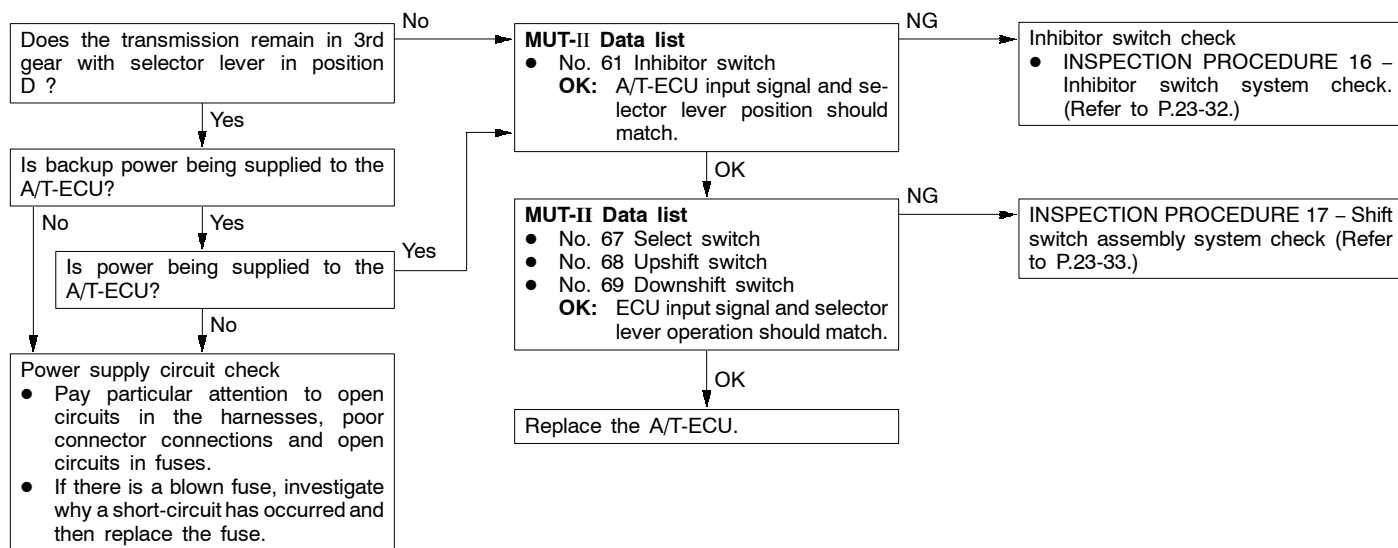 Does the transmission remain in 3rd
gear with selector lever in position
D ?
No
Yes
Is backup power being supplied to the
A/T-ECU?
No
Yes
Is power being supplied to the
A/T-ECU?
Yes
No
Power supply circuit check
● Pay particular attention to open
circuits in the harnesses, poor
connector connections and open
circuits in fuses.
● If there is a blown fuse, investigate
why a short-circuit has occurred and
then replace the fuse.
MUT-II Data list
● No. 61 Inhibitor switch
OK: A/T-ECU input signal and se-
lector lever position should
match.
NG
OK
Inhibitor switch check
● INSPECTION PROCEDURE 16 –
Inhibitor switch system check.
(Refer to P.23-32.)
MUT-II Data list
● No. 67 Select switch
● No. 68 Upshift switch
● No. 69 Downshift switch
OK: ECU input signal and selector
lever operation should match.
NG
OK
INSPECTION PROCEDURE 17 – Shift
switch assembly system check (Refer
to P.23-33.)
Replace the A/T-ECU.